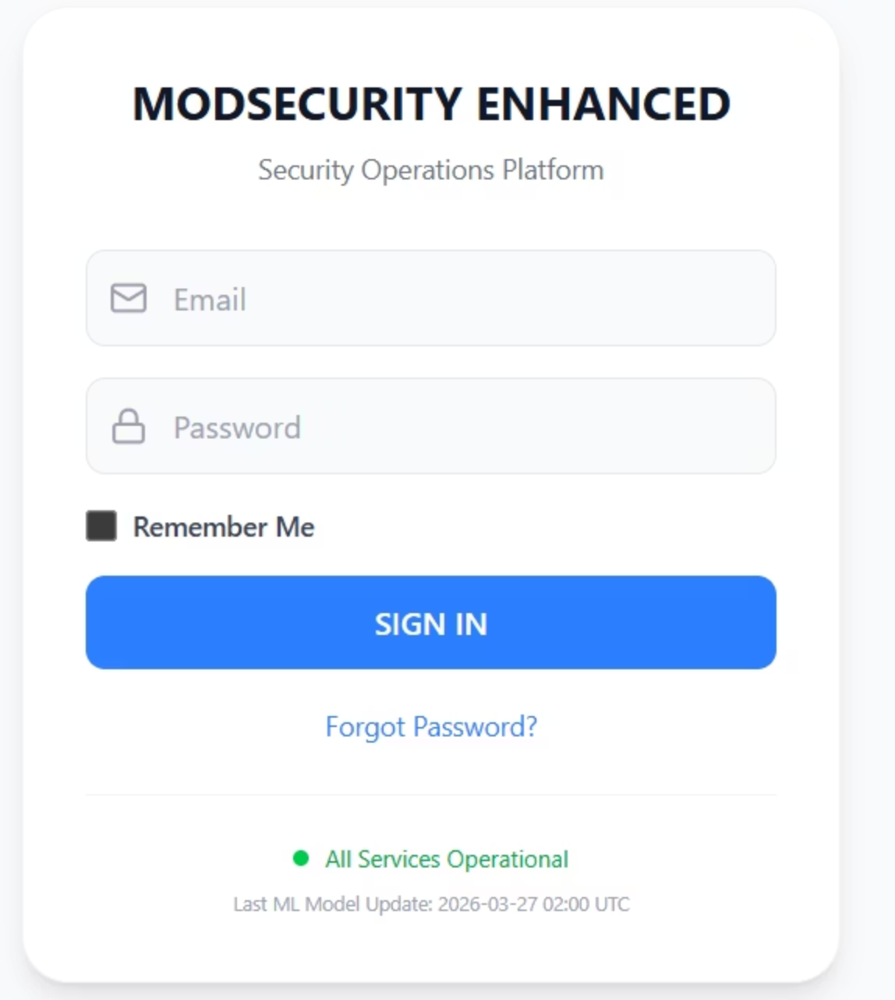 MODSECURITY ENHANCED
Security Operations Platform
Email
Password
Remember Me
SIGN IN
Forgot Password?
All Services Operational
Last ML Model Update: 2026-03-27 02:00 UTC